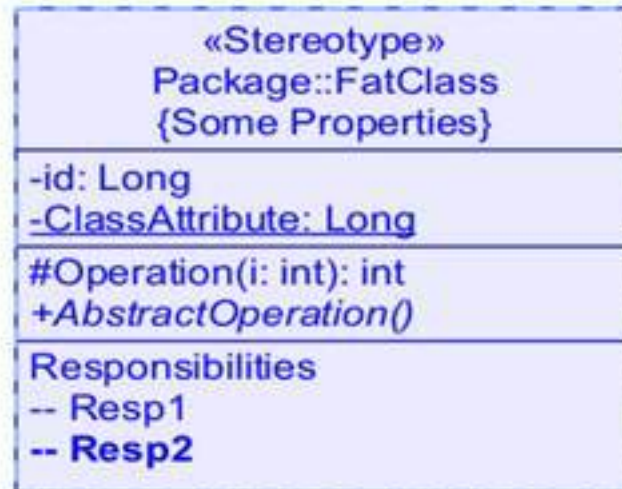 «Stereotype»
Package::FatClass
{Some Properties}
-id: Long
-ClassAttribute: Long
#Operation(i: int): int
+AbstractOperation()
Responsibilities
-- Resp1
-- Resp2